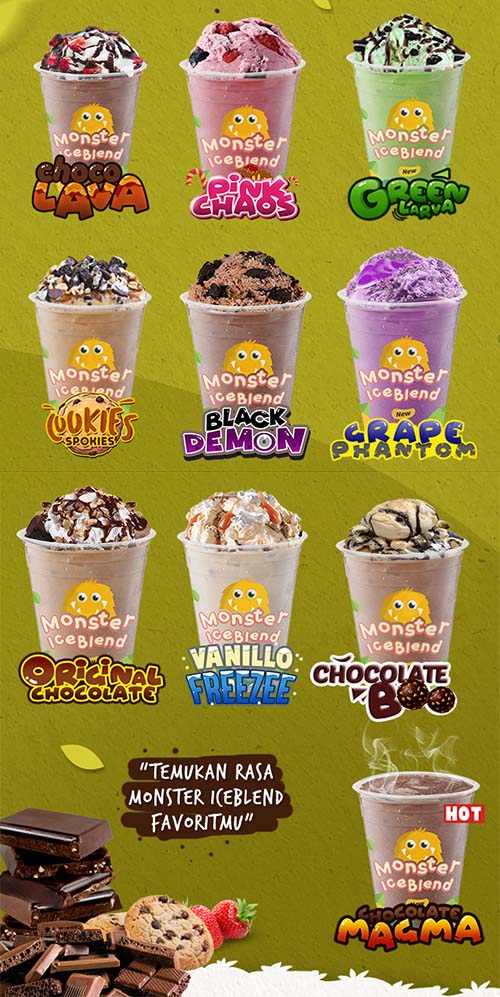 Monster
iceBlend
choco
LAVA
Monster
iceBlend
PINK
CHAOS
Monster
iceBlend
New
GREEN
LARVA
Monster
iceBlend
COOKIES
SPOKIES
Monster
iceBlend
BLACK
DEMON
Monster
iceBlend
New
GRAPE
PHANTOM
Monster
iceBlend
ORIGINAL
CHOCOLATE
Monster
iceBlend
VANILLO
FREEZEE
Monster
CHOCOLATE
BOO
"TEMUKAN RASA
MONSTER ICEBLEND
FAVORITMU"
HOT
Monster
iceBlend
CHOCOLATE
MAGMA